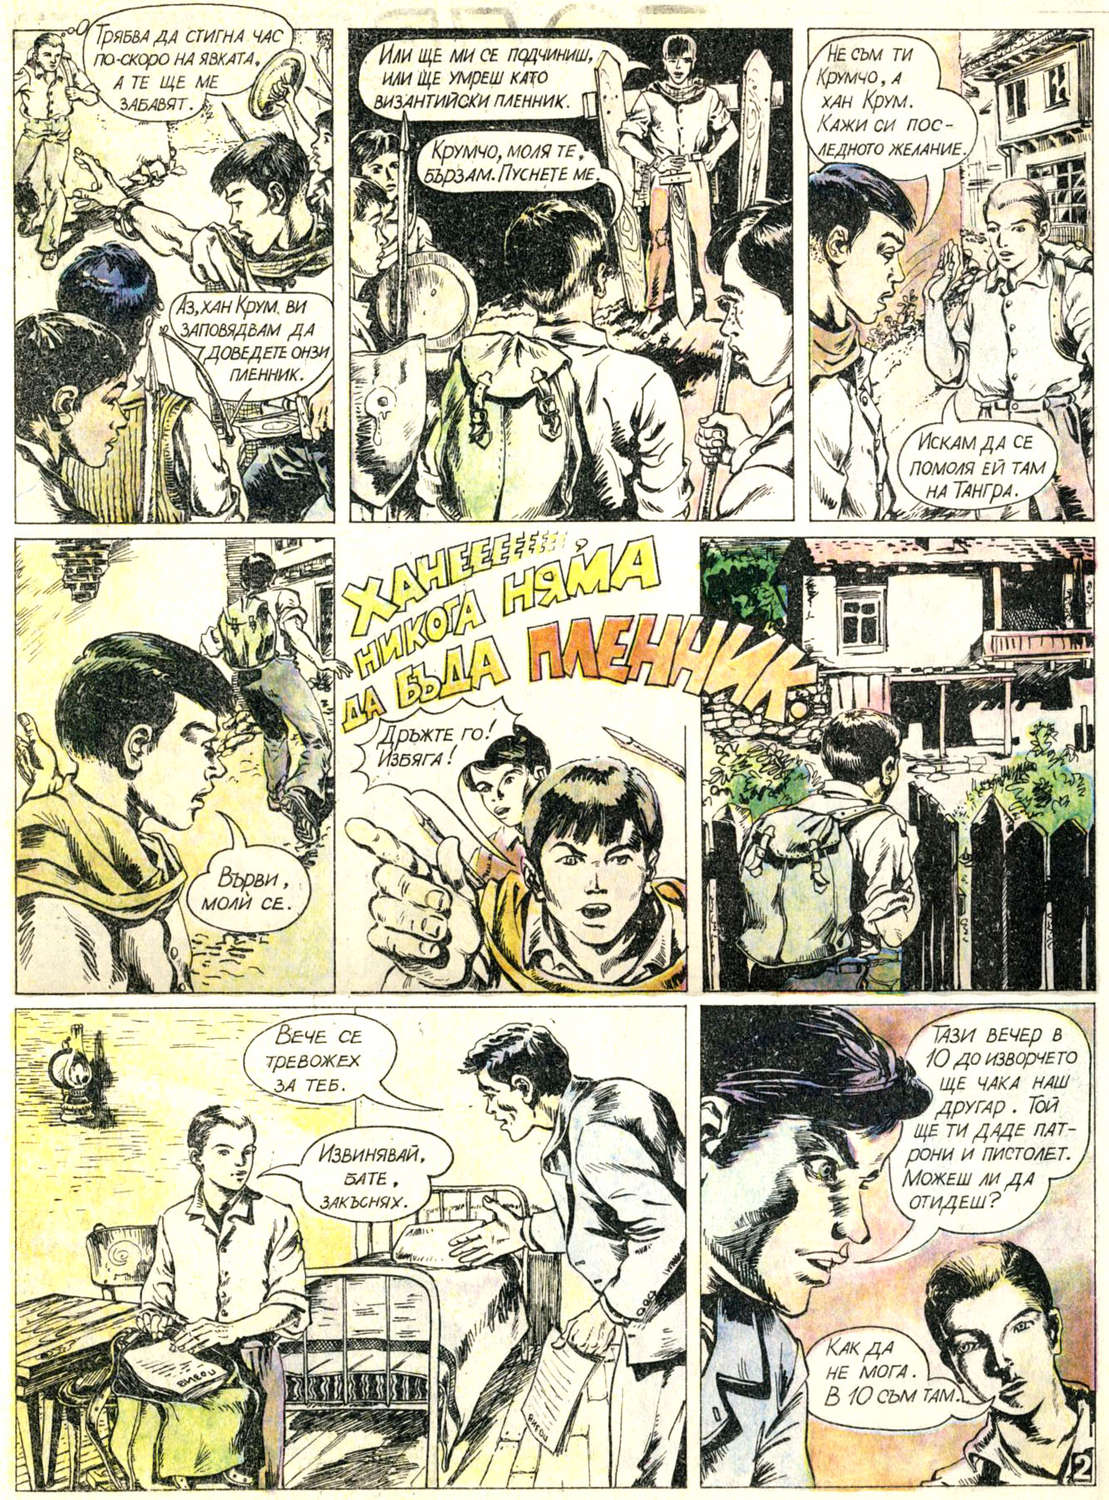 Трябва да стигна час
по-скоро на явката,
а те ще ме
забавят.
Аз, хан Крум, ви
заповядвам да
доведете онзи
пленник.
Или ще ми се подчиниш,
или ще умреш като
византийски пленник.
Крумчо, моля те,
бързам. Пуснете ме.
Не съм ти
Крумчо, а
хан Крум.
Кажи си пос-
ледното желание.
Искам да се
помоля ей там
на Тангра.
Върви,
моли се.
ХАНЕЕЕЕЕЕЕ,
НИКОГА НЯМА
ДА БЪДА ПЛЕННИК.
Дръжте го!
Избяга!
Вече се
тревожех
за теб.
Извинявай,
бате,
закъснях.
Тази вечер в
10 до изворчето
ще чака наш
другар. Той
ще ти даде пат-
рони и пистолет.
Можеш ли да
отидеш?
Как да
не мога.
В 10 съм там.
2